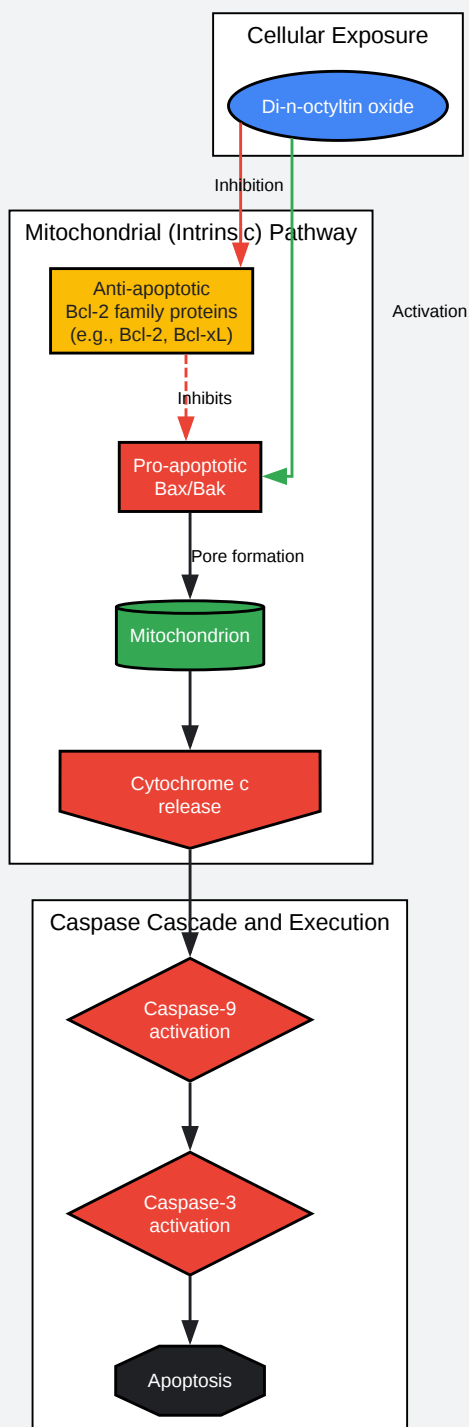 Cellular Exposure
Di-n-octyltin oxide
Inhibition
Mitochondrial (Intrinsic) Pathway
Anti-apoptotic
Bcl-2 family proteins
(e.g., Bcl-2, Bcl-xL)
Activation
Inhibits
Pro-apoptotic
Bax/Bak
Pore formation
Mitochondrion
Cytochrome c
release
Caspase Cascade and Execution
Caspase-9
activation
Caspase-3
activation
Apoptosis